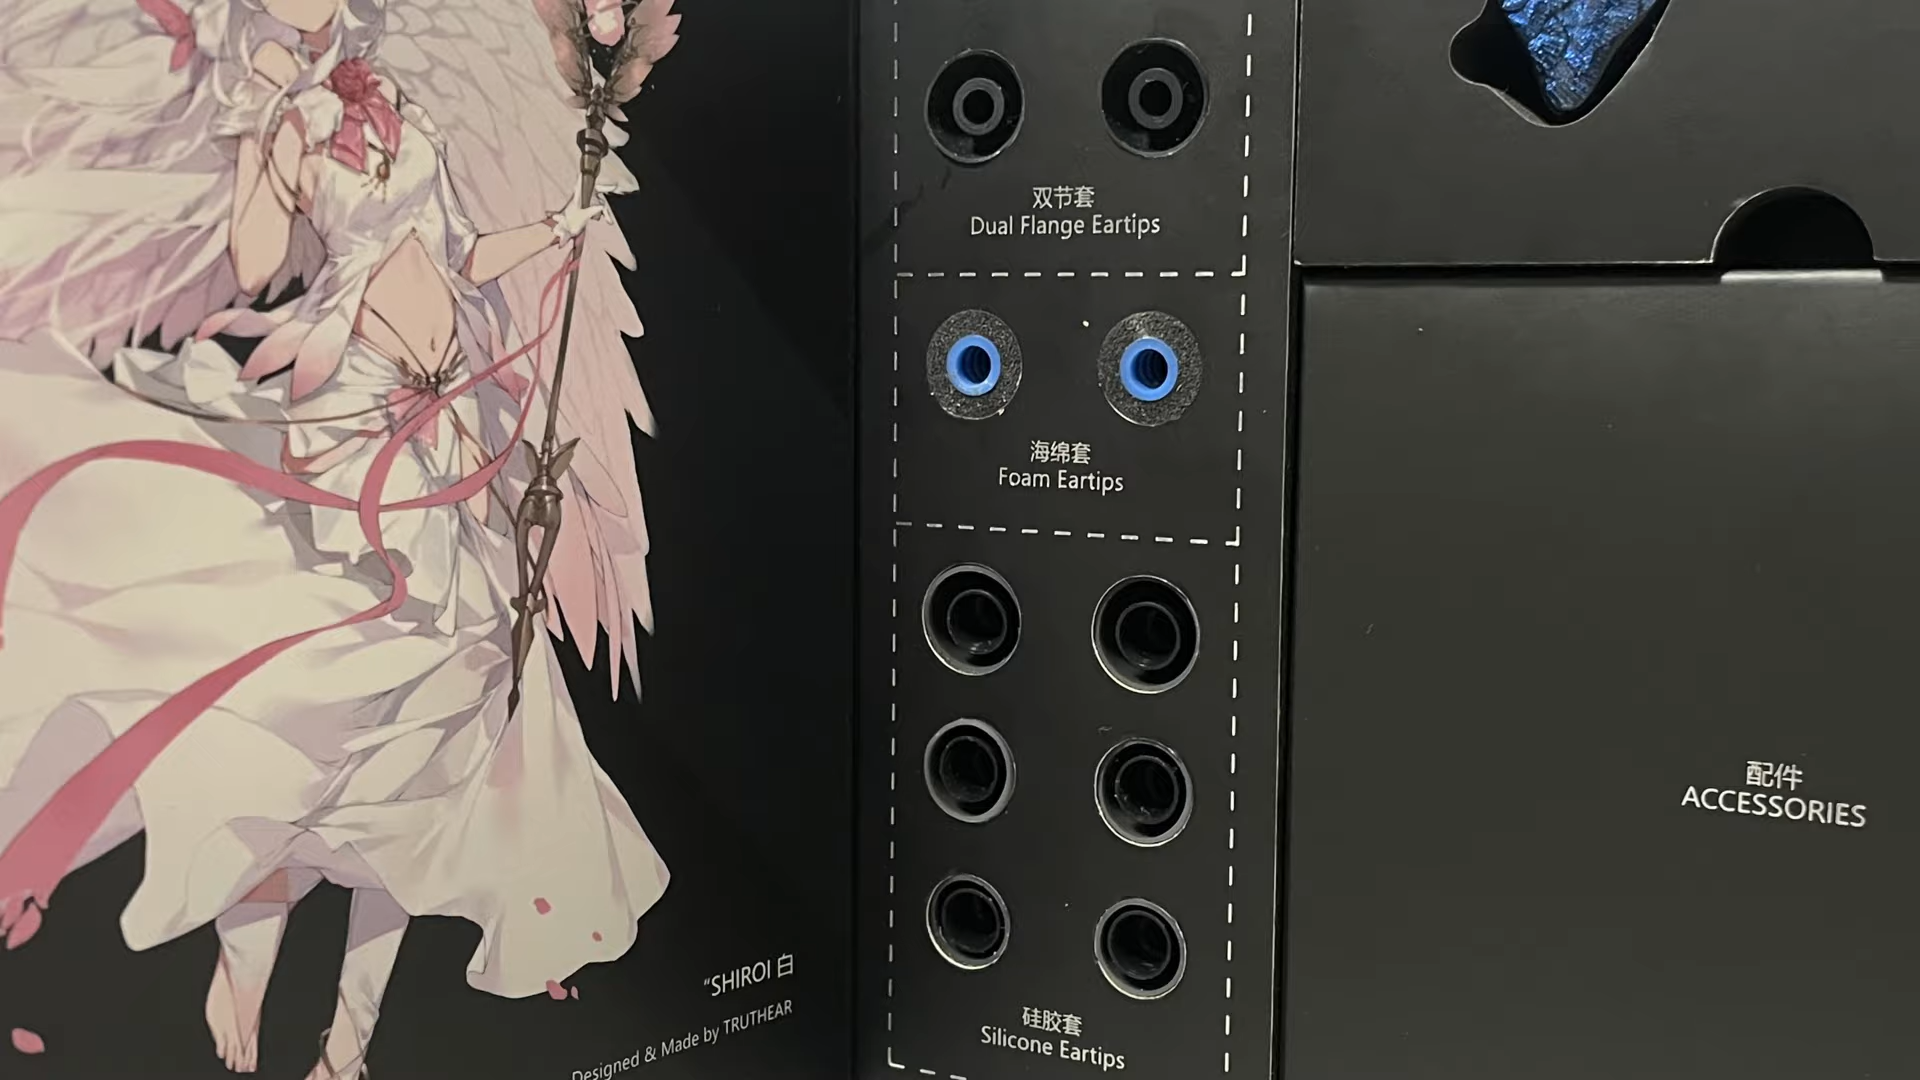 双节套
Dual Flange Eartips
海绵套
Foam Eartips
硅胶套
Silicone Eartips
配件
ACCESSORIES
“SHIROI 白
Designed & Made by TRUTHEAR